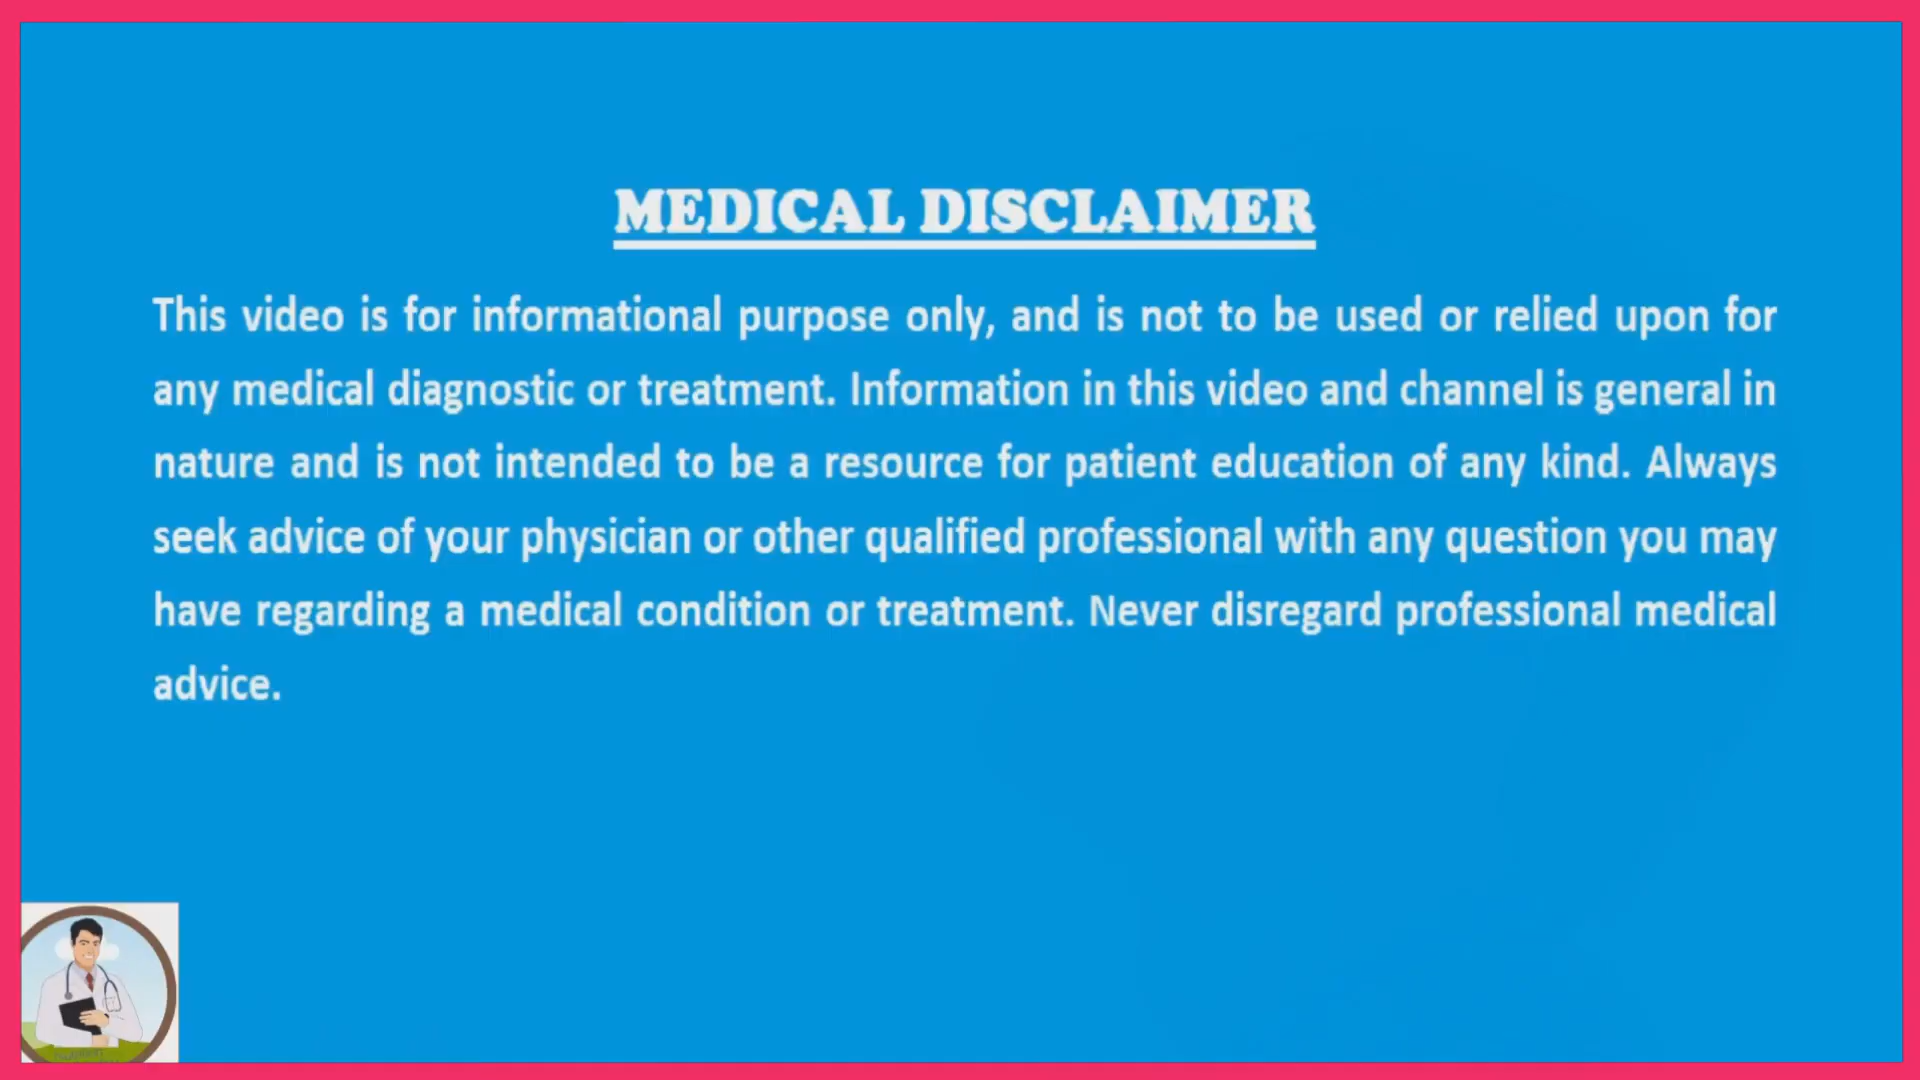 MEDICAL DISCLAIMER
This video is for informational purpose only, and is not to be used or relied upon for
any medical diagnostic or treatment. Information in this video and channel is general in
nature and is not intended to be a resource for patient education of any kind. Always
seek advice of your physician or other qualified professional with any question you may
have regarding a medical condition or treatment. Never disregard professional medical
advice.